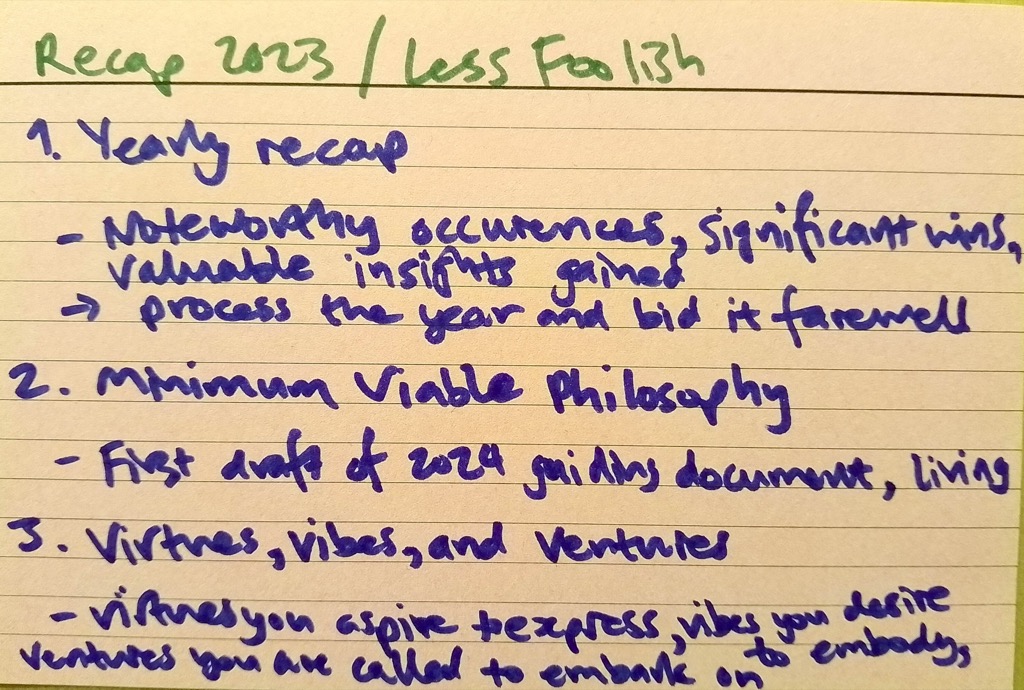 Recap 2023 / Less Foolish
1. Yearly recap
- Noteworthy occurences, significant wins,
valuable insights gained
→ process the year and bid it farewell
2. Minimum Viable Philosophy
- First draft of 2024 guiding document, living
3. Virtues, vibes, and ventures
- virtues you aspire to express, vibes you desire
to embody,
ventures you are called to embark on